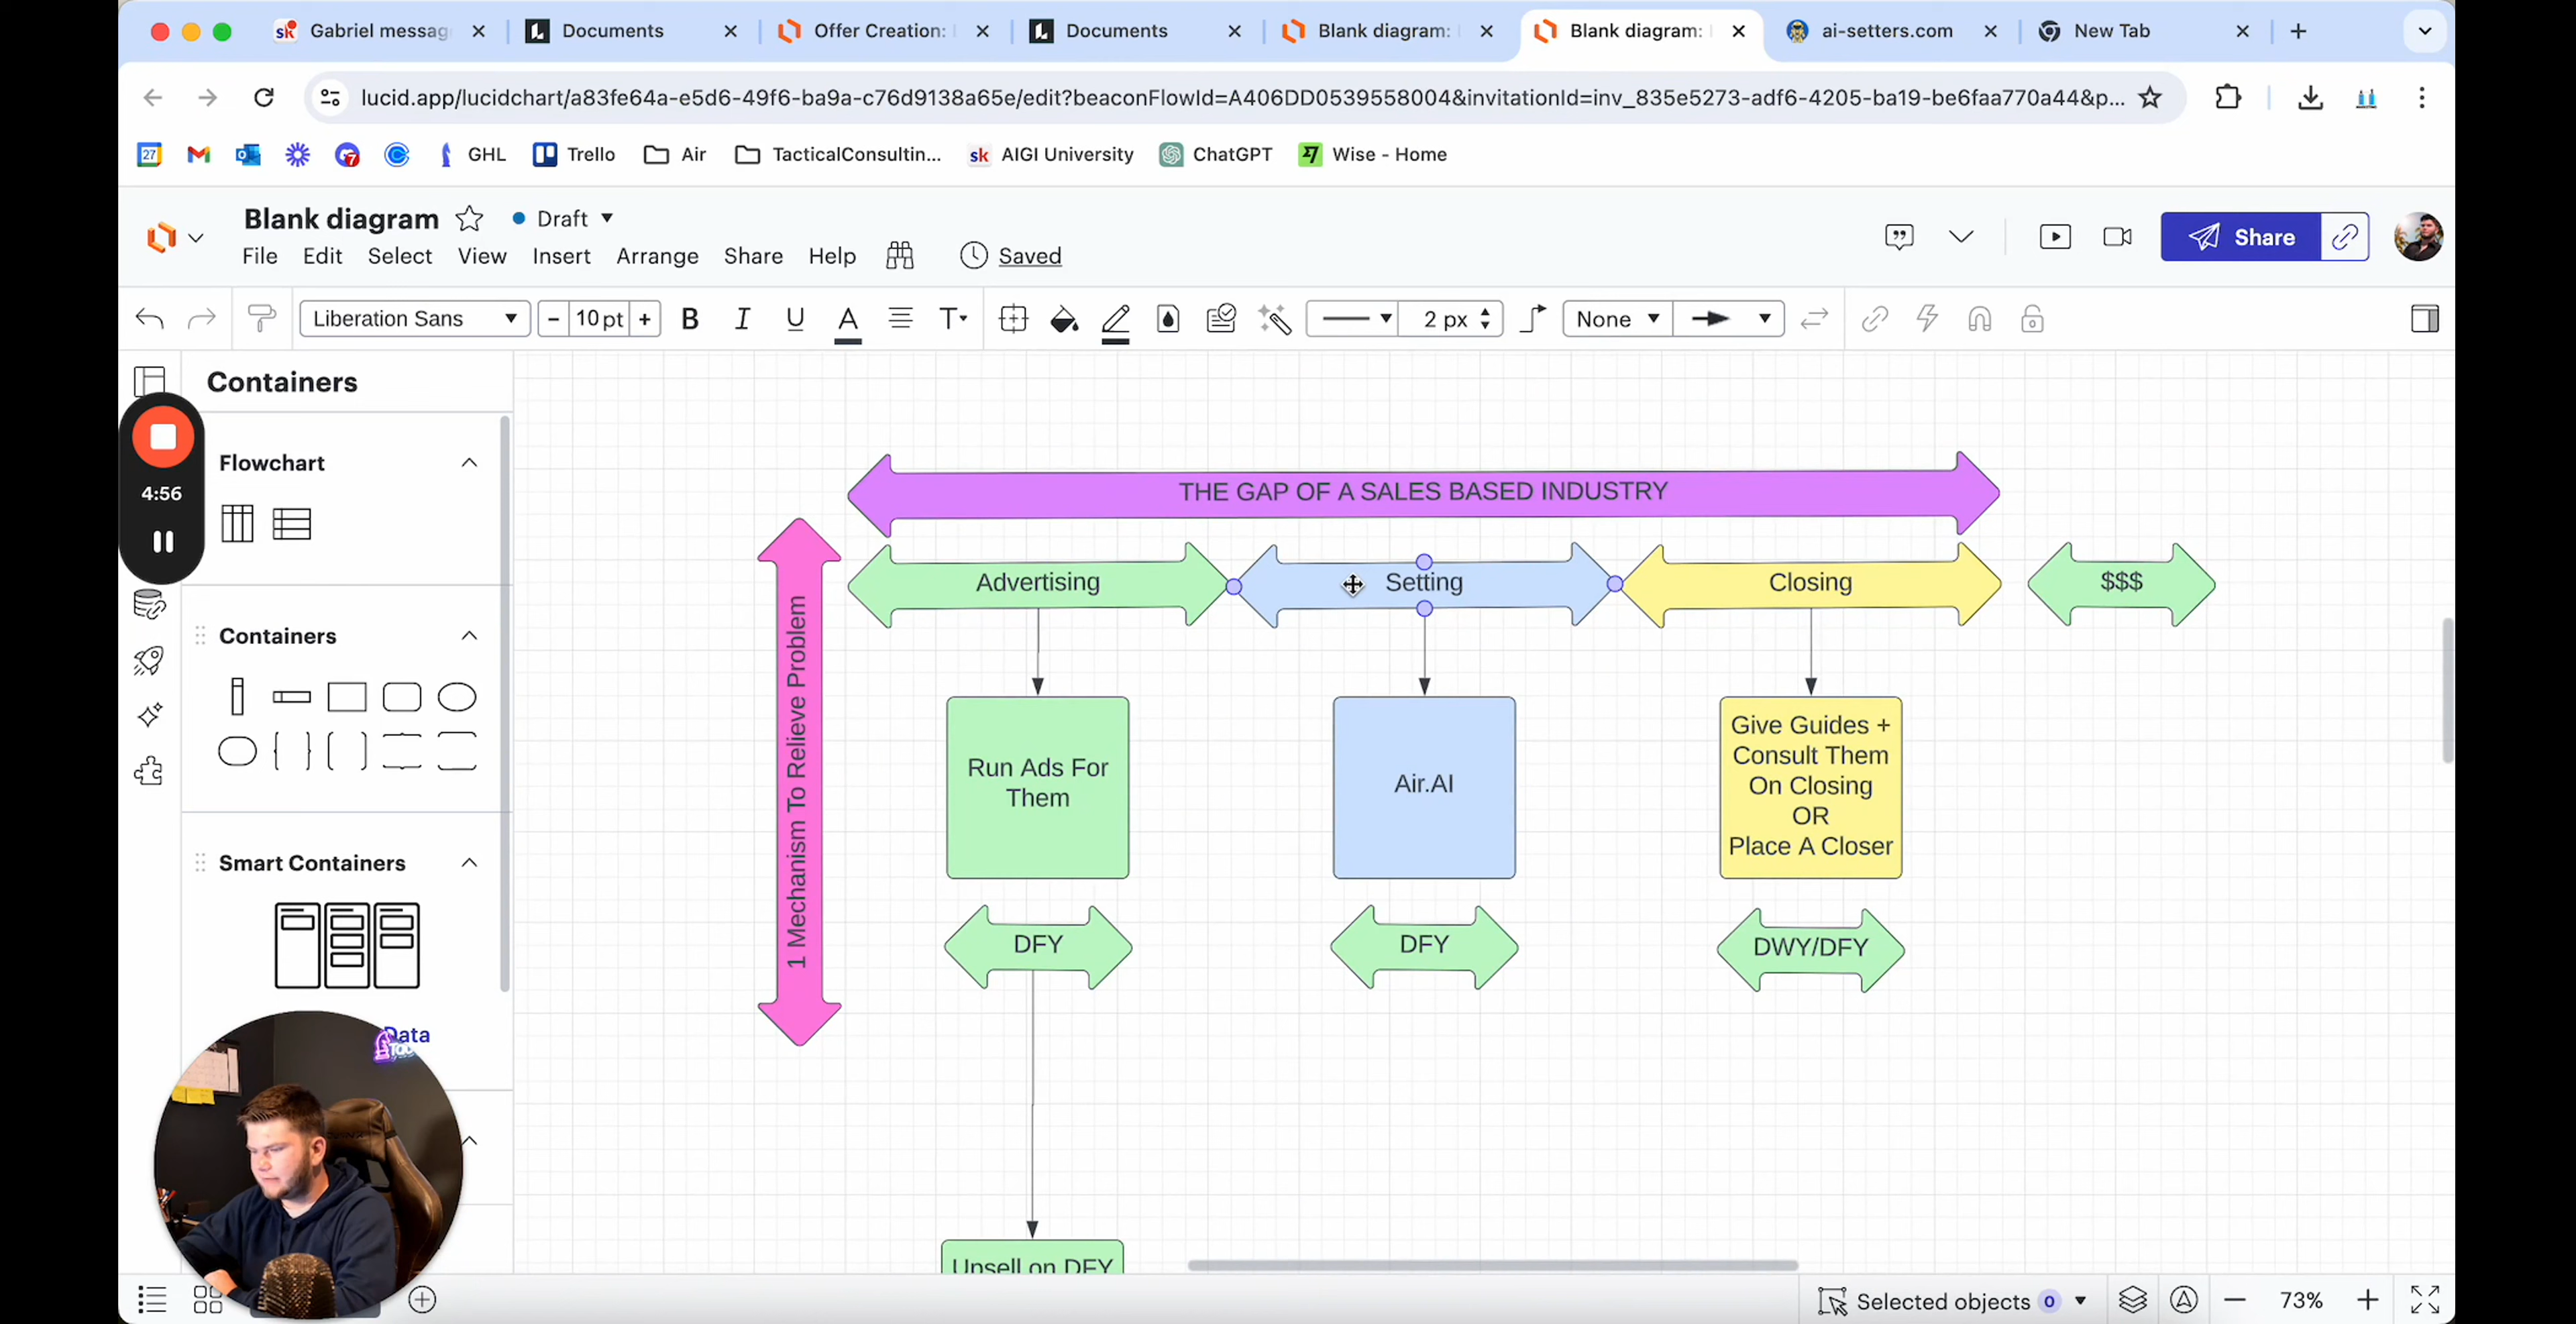 Gabriel messag
Documents
Offer Creation:
Documents
Blank diagram:
Blank diagram:
ai-setters.com
New Tab
lucid.app/lucidchart/a83fe64a-e5d6-49f6-ba9a-c76d9138a65e/edit?beaconFlowId=A406DD0539558004&invitationId=inv_835e5273-adf6-4205-ba19-be6faa770a44&p...
GHL
Trello
Air
TacticalConsultin...
AIGI University
ChatGPT
Wise - Home
Blank diagram
Draft
Share
File Edit Select View Insert Arrange Share Help
Saved
Liberation Sans
10 pt
2 px
None
Containers
Flowchart
4:56
Containers
Smart Containers
Data
THE GAP OF A SALES BASED INDUSTRY
1 Mechanism To Relieve Problem
Advertising
Setting
Closing
$$$
Run Ads For
Them
Air.AI
Give Guides +
Consult Them
On Closing
OR
Place A Closer
DFY
DFY
DWY/DFY
Upsell on DFY
Selected objects 0
73%